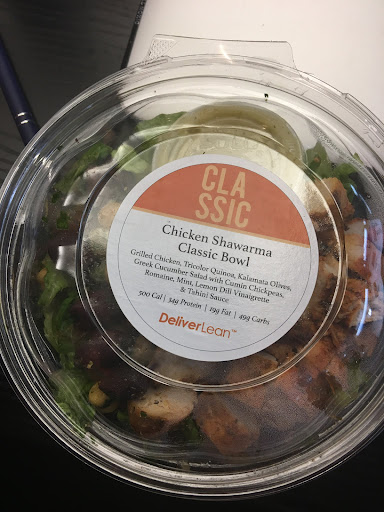 CLA
SSIC
Chicken Shawarma
Classic Bowl
Grilled Chicken, Tricolor Quinoa, Kalamata Olives,
Greek Cucumber Salad with Cumin Chickpeas,
Romaine, Mint, Lemon Dill Vinaigrette
& Tahini Sauce
500 Cal | 34g Protein | 19g Fat | 49g Carbs
DeliverLean™